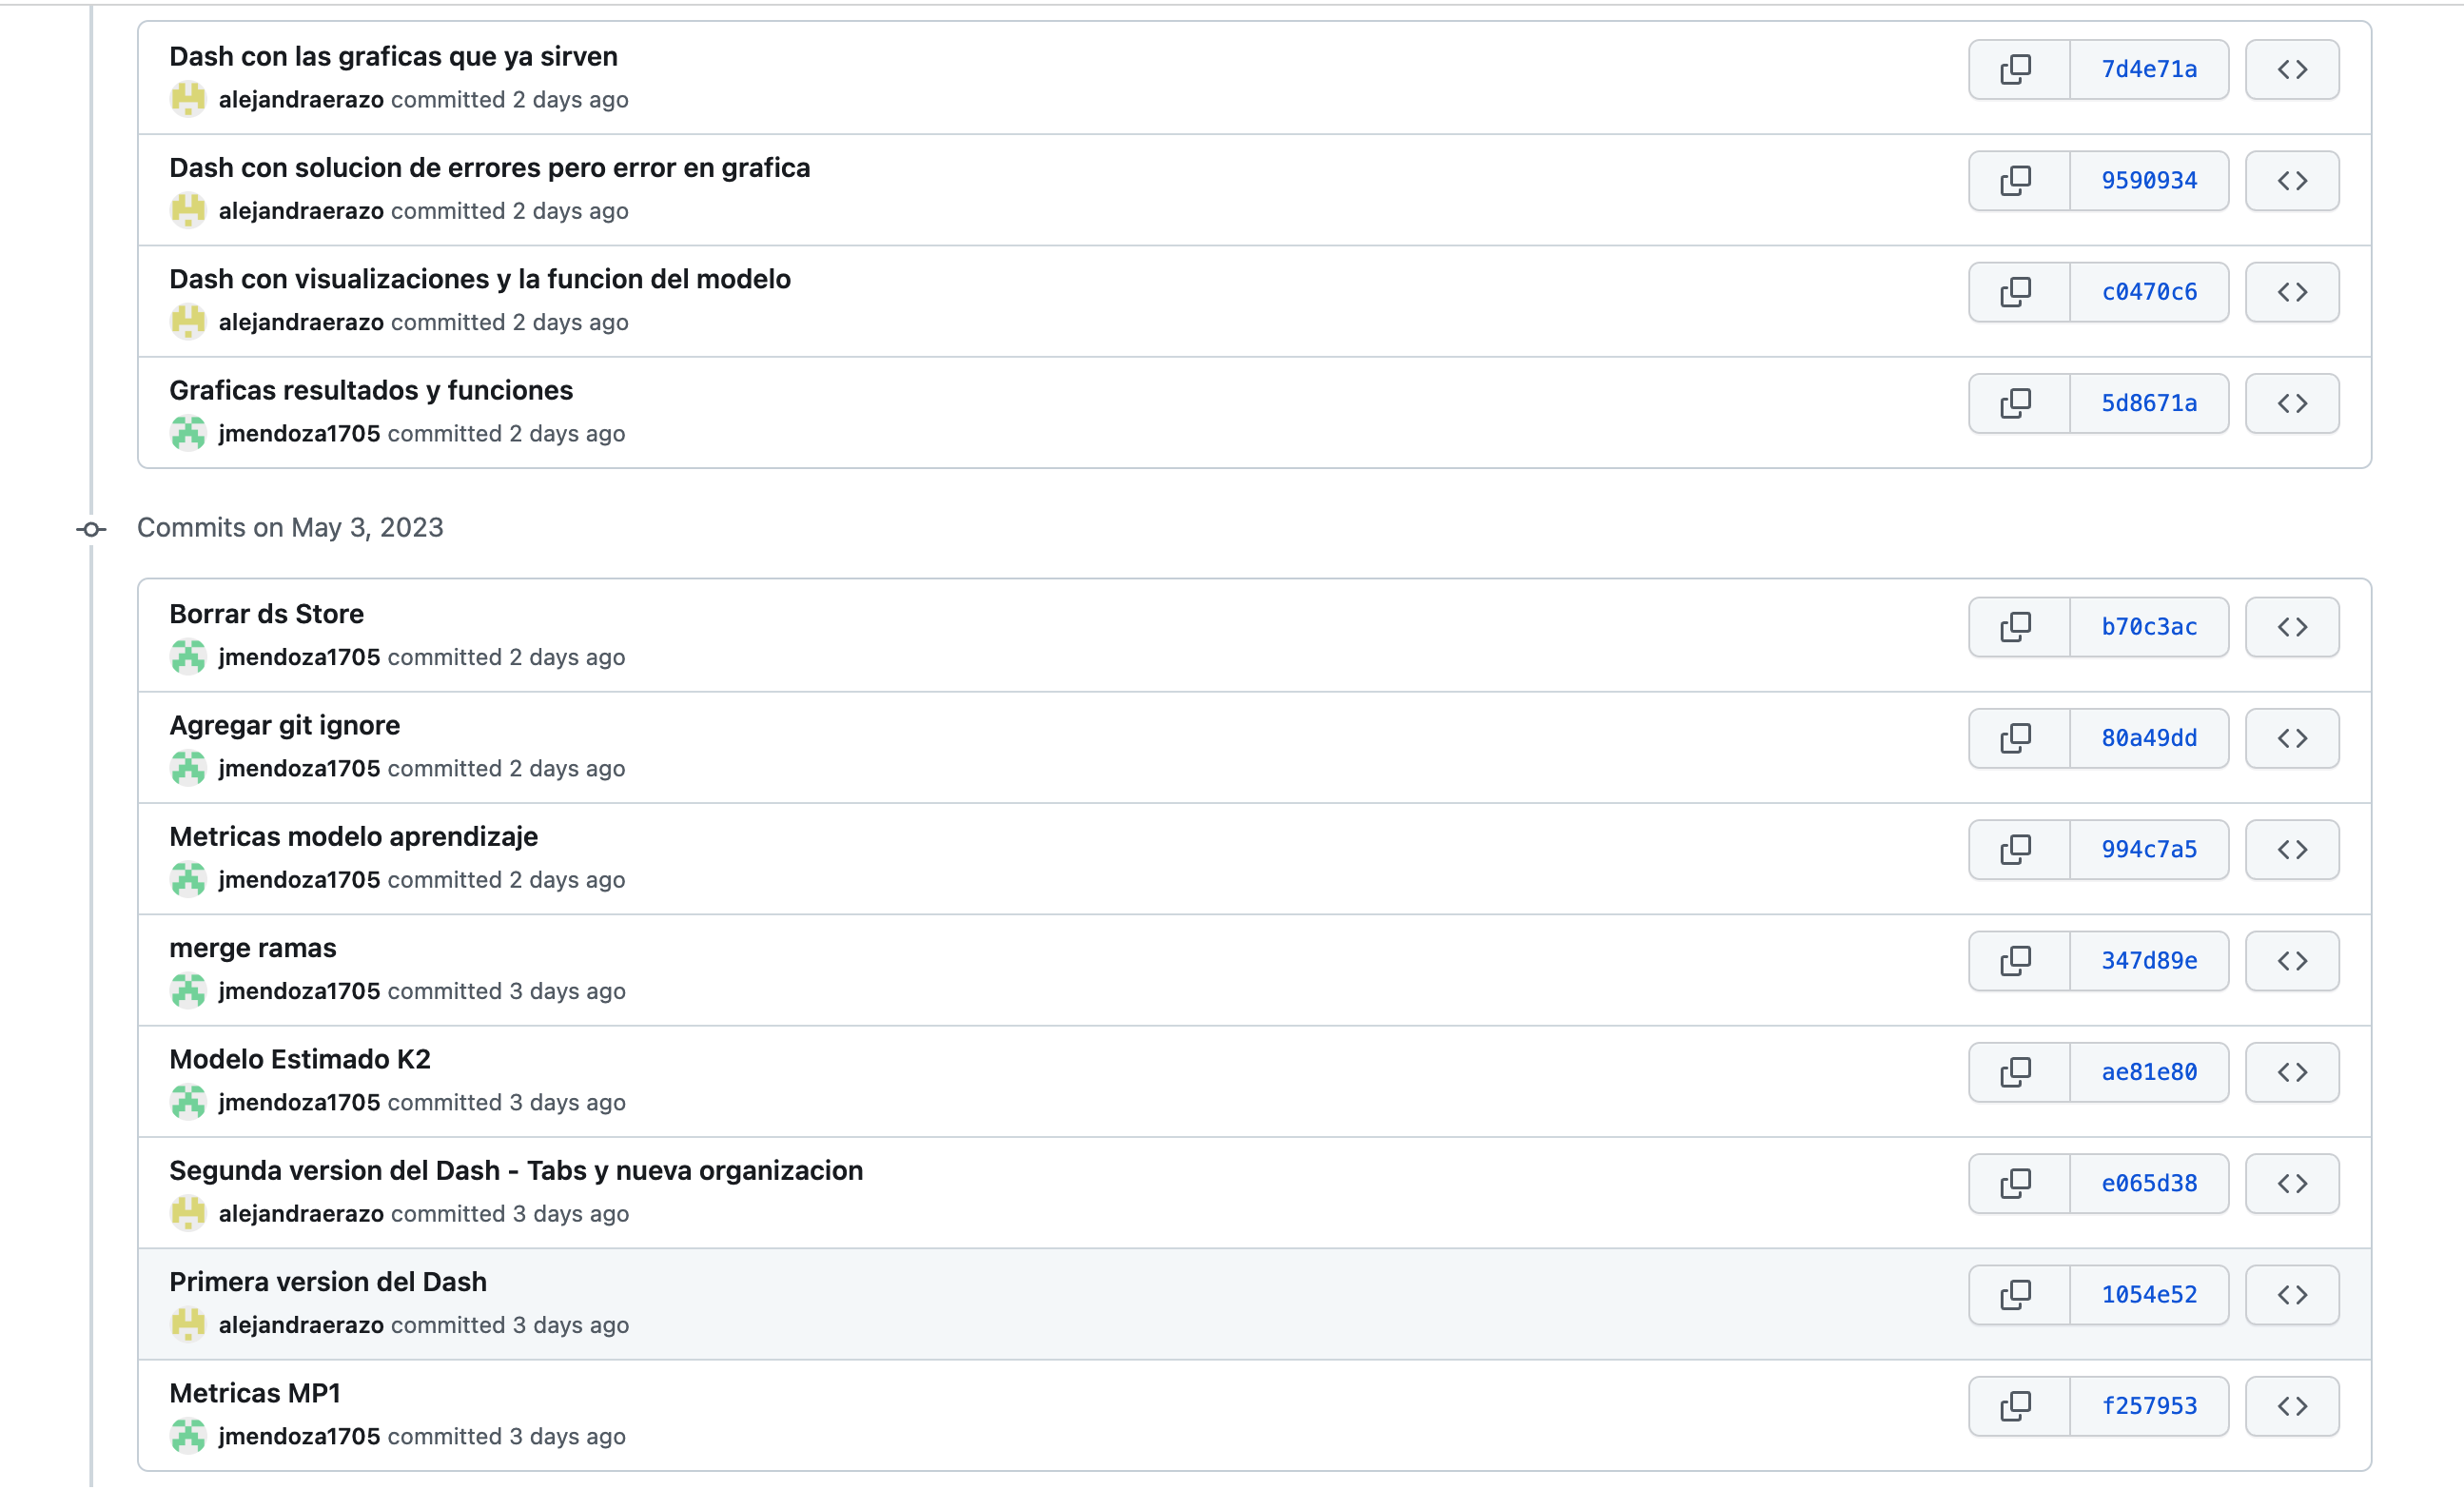 Dash con las graficas que ya sirven
7d4e71a
alejandraerazo committed 2 days ago
Dash con solucion de errores pero error en grafica
9590934
alejandraerazo committed 2 days ago
Dash con visualizaciones y la funcion del modelo
c0470c6
alejandraerazo committed 2 days ago
Graficas resultados y funciones
5d8671a
jmendoza1705 committed 2 days ago
Commits on May 3, 2023
Borrar ds Store
b70c3ac
jmendoza1705 committed 2 days ago
Agregar git ignore
80a49dd
jmendoza1705 committed 2 days ago
Metricas modelo aprendizaje
994c7a5
jmendoza1705 committed 2 days ago
merge ramas
347d89e
jmendoza1705 committed 3 days ago
Modelo Estimado K2
ae81e80
jmendoza1705 committed 3 days ago
Segunda version del Dash - Tabs y nueva organizacion
e065d38
alejandraerazo committed 3 days ago
Primera version del Dash
1054e52
alejandraerazo committed 3 days ago
Metricas MP1
f257953
jmendoza1705 committed 3 days ago